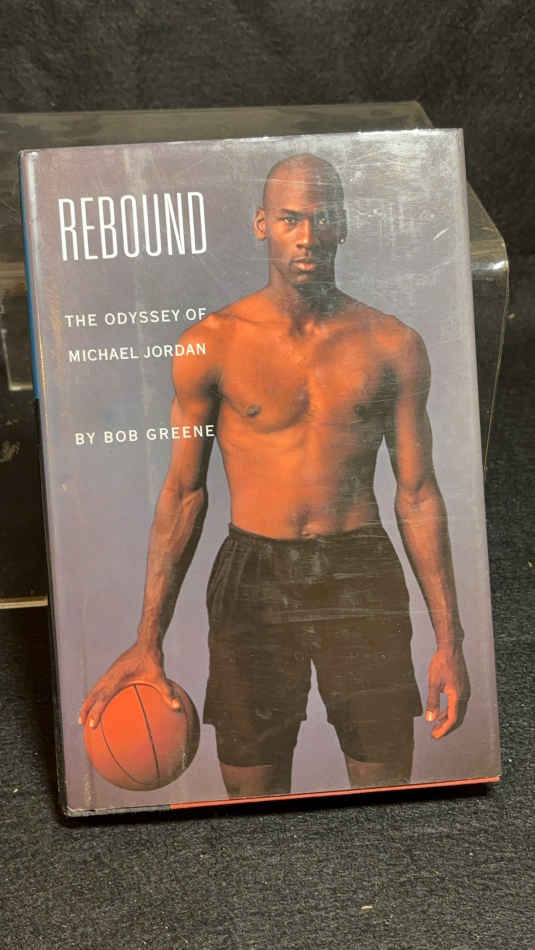 REBOUND
THE ODYSSEY OF
MICHAEL JORDAN
BY BOB GREENE